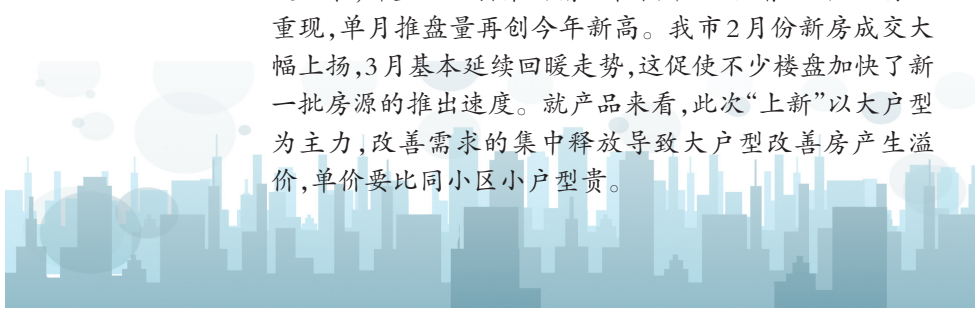 重现,单月推盘量再创今年新高。我市2月份新房成交大
幅上扬,3月基本延续回暖走势,这促使不少楼盘加快了新
一批房源的推出速度。就产品来看,此次“上新”以大户型
为主力,改善需求的集中释放导致大户型改善房产生溢
价,单价要比同小区小户型贵。